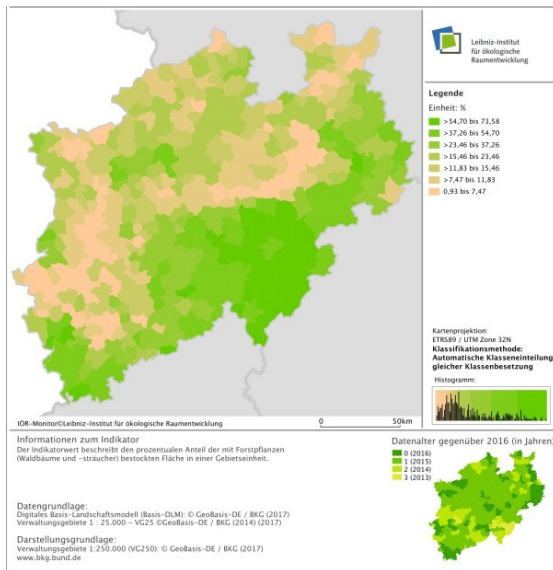 Leibniz-Institut
für ökologische
Raumentwicklung
Legende
Einheit: %
>54,70 bis 73,58
>37,26 bis 54,70
>23,46 bis 37,26
>15,46 bis 23,46
>11,83 bis 15,46
>7,47 bis 11,83
0,93 bis 7,47
Kartenprojektion:
ETRS89 / UTM Zone 32N
Klassifikationsmethode:
Automatische Klasseneinteilung
gleicher Klassenbesetzung
Histogramm:
IÖR-Monitor©Leibniz-Institut für ökologische Raumentwicklung
0 50km
Informationen zum Indikator
Der Indikatorwert beschreibt den prozentualen Anteil der mit Forstpflanzen
(Waldbäume und -sträucher) bestockten Fläche in einer Gebietseinheit.
Datengrundlage:
Digitales Basis-Landschaftsmodell (Basis-DLM): © GeoBasis-DE / BKG (2017)
Verwaltungsgebiete 1 : 25.000 - VG25 ©GeoBasis-DE / BKG (2014) (2017)
Darstellungsgrundlage:
Verwaltungsgebiete 1:250.000 (VG250): © GeoBasis-DE / BKG (2017)
www.bkg.bund.de
Datenalter gegenüber 2016 (in Jahren)
0 (2016)
1 (2015)
2 (2014)
3 (2013)